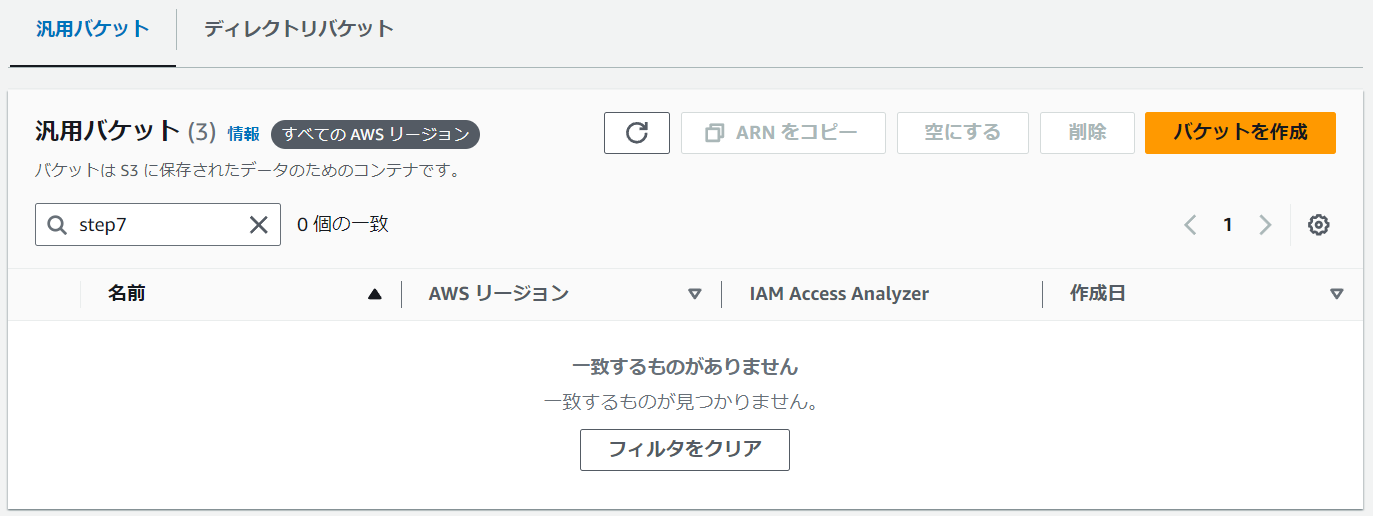 汎用バケット ディレクトリバケット
汎用バケット (3) 情報 すべての AWS リージョン ARN をコピー 空にする 削除 バケットを作成
バケットは S3 に保存されたデータのためのコンテナです。
step7 0 個の一致 1
名前 AWS リージョン IAM Access Analyzer 作成日
一致するものがありません
一致するものが見つかりません。
フィルタをクリア